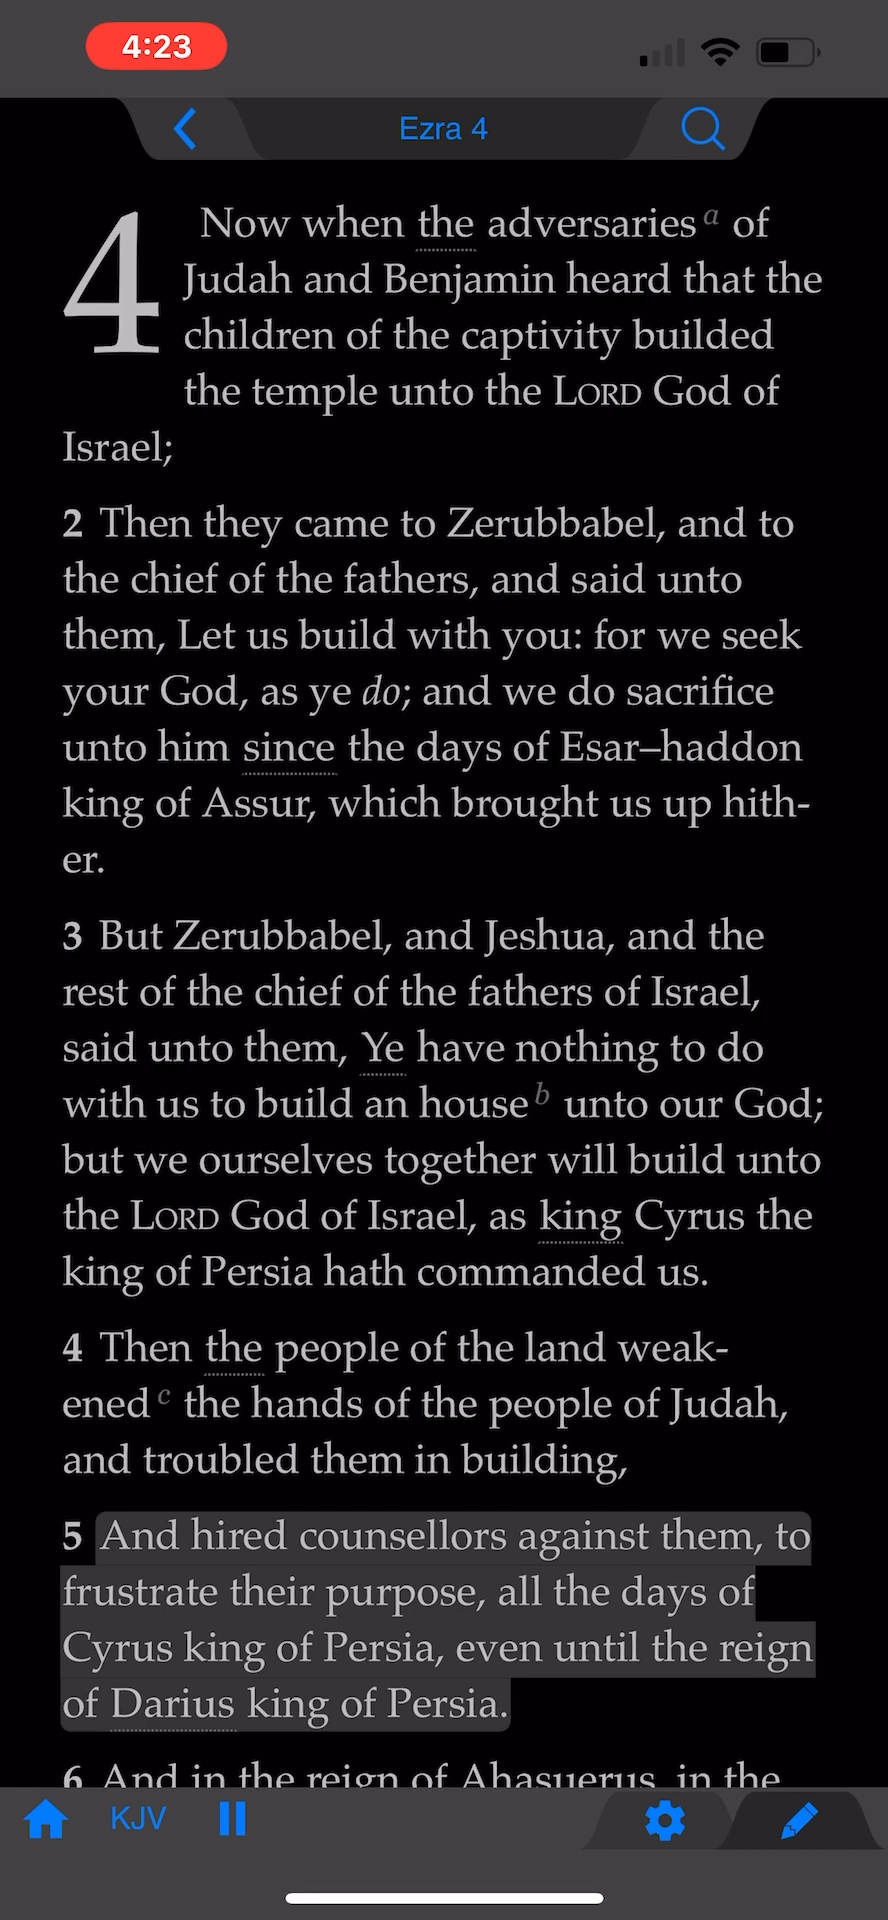 4:23
Ezra 4
4 Now when the adversaries a of
Judah and Benjamin heard that the
children of the captivity builded
the temple unto the LORD God of
Israel;
2 Then they came to Zerubbabel, and to
the chief of the fathers, and said unto
them, Let us build with you: for we seek
your God, as ye do; and we do sacrifice
unto him since the days of Esar–haddon
king of Assur, which brought us up hith-
er.
3 But Zerubbabel, and Jeshua, and the
rest of the chief of the fathers of Israel,
said unto them, Ye have nothing to do
with us to build an house b unto our God;
but we ourselves together will build unto
the LORD God of Israel, as king Cyrus the
king of Persia hath commanded us.
4 Then the people of the land weak-
ened c the hands of the people of Judah,
and troubled them in building,
5 And hired counsellors against them, to
frustrate their purpose, all the days of
Cyrus king of Persia, even until the reign
of Darius king of Persia.
6 And in the reign of Ahasuerus, in the
KJV